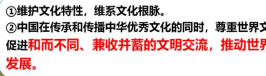 ①维护文化特性，维系文化根脉。
②中国在传承和传播中华优秀文化的同时，尊重世界文
促进和而不同、兼收并蓄的文明交流，推动世界
发展。